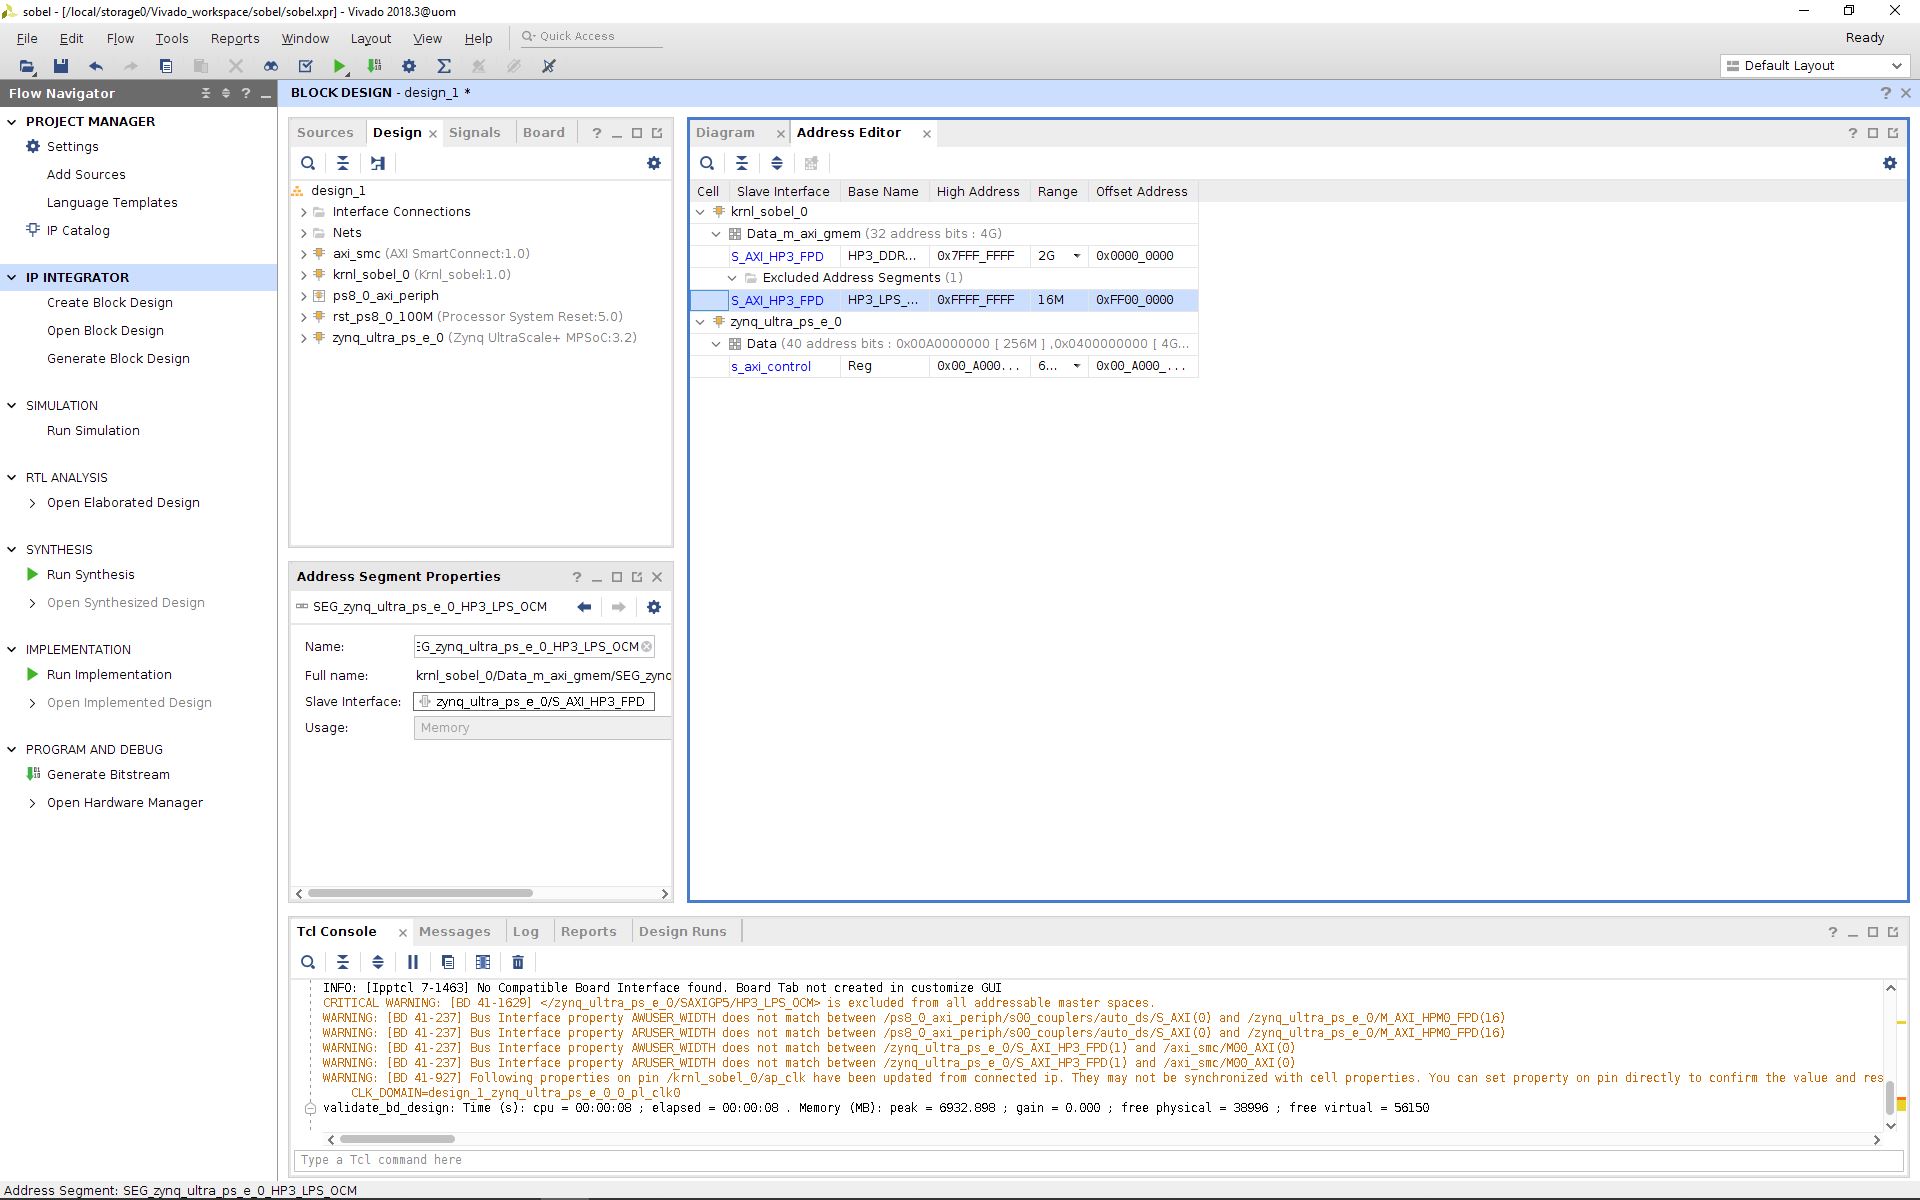 sobel - [/local/storage0/Vivado_workspace/sobel/sobel.xpr] - Vivado 2018.3@uom
File Edit Flow Tools Reports Window Layout View Help Quick Access Ready
Default Layout
Flow Navigator
PROJECT MANAGER
Settings
Add Sources
Language Templates
IP Catalog
IP INTEGRATOR
Create Block Design
Open Block Design
Generate Block Design
SIMULATION
Run Simulation
RTL ANALYSIS
Open Elaborated Design
SYNTHESIS
Run Synthesis
Open Synthesized Design
IMPLEMENTATION
Run Implementation
Open Implemented Design
PROGRAM AND DEBUG
Generate Bitstream
Open Hardware Manager
BLOCK DESIGN - design_1 *
Sources Design Signals Board
design_1
Interface Connections
Nets
axi_smc (AXI SmartConnect:1.0)
krnl_sobel_0 (Krnl_sobel:1.0)
ps8_0_axi_periph
rst_ps8_0_100M (Processor System Reset:5.0)
zynq_ultra_ps_e_0 (Zynq UltraScale+ MPSoC:3.2)
Address Segment Properties
SEG_zynq_ultra_ps_e_0_HP3_LPS_OCM
Name: EG_zynq_ultra_ps_e_0_HP3_LPS_OCM
Full name: krnl_sobel_0/Data_m_axi_gmem/SEG_zynq
Slave Interface: zynq_ultra_ps_e_0/S_AXI_HP3_FPD
Usage: Memory
Diagram Address Editor
Cell Slave Interface Base Name High Address Range Offset Address
krnl_sobel_0
Data_m_axi_gmem (32 address bits : 4G)
S_AXI_HP3_FPD HP3_DDR... 0x7FFF_FFFF 2G 0x0000_0000
Excluded Address Segments (1)
S_AXI_HP3_FPD HP3_LPS_... 0xFFFF_FFFF 16M 0xFF00_0000
zynq_ultra_ps_e_0
Data (40 address bits : 0x00A0000000 [ 256M ] ,0x0400000000 [ 4G...
s_axi_control Reg 0x00_A000... 6... 0x00_A000_...
Tcl Console Messages Log Reports Design Runs
INFO: [Ipptcl 7-1463] No Compatible Board Interface found. Board Tab not created in customize GUI
CRITICAL WARNING: [BD 41-1629] </zynq_ultra_ps_e_0/SAXIGP5/HP3_LPS_OCM> is excluded from all addressable master spaces.
WARNING: [BD 41-237] Bus Interface property AWUSER_WIDTH does not match between /ps8_0_axi_periph/s00_couplers/auto_ds/S_AXI(0) and /zynq_ultra_ps_e_0/M_AXI_HPM0_FPD(16)
WARNING: [BD 41-237] Bus Interface property ARUSER_WIDTH does not match between /ps8_0_axi_periph/s00_couplers/auto_ds/S_AXI(0) and /zynq_ultra_ps_e_0/M_AXI_HPM0_FPD(16)
WARNING: [BD 41-237] Bus Interface property AWUSER_WIDTH does not match between /zynq_ultra_ps_e_0/S_AXI_HP3_FPD(1) and /axi_smc/M00_AXI(0)
WARNING: [BD 41-237] Bus Interface property ARUSER_WIDTH does not match between /zynq_ultra_ps_e_0/S_AXI_HP3_FPD(1) and /axi_smc/M00_AXI(0)
WARNING: [BD 41-927] Following properties on pin /krnl_sobel_0/ap_clk have been updated from connected ip. They may not be synchronized with cell properties. You can set property on pin directly to confirm the value and res
CLK_DOMAIN=design_1_zynq_ultra_ps_e_0_0_pl_clk0
validate_bd_design: Time (s): cpu = 00:00:08 ; elapsed = 00:00:08 . Memory (MB): peak = 6932.898 ; gain = 0.000 ; free physical = 38996 ; free virtual = 56150
Type a Tcl command here
Address Segment: SEG_zynq_ultra_ps_e_0_HP3_LPS_OCM